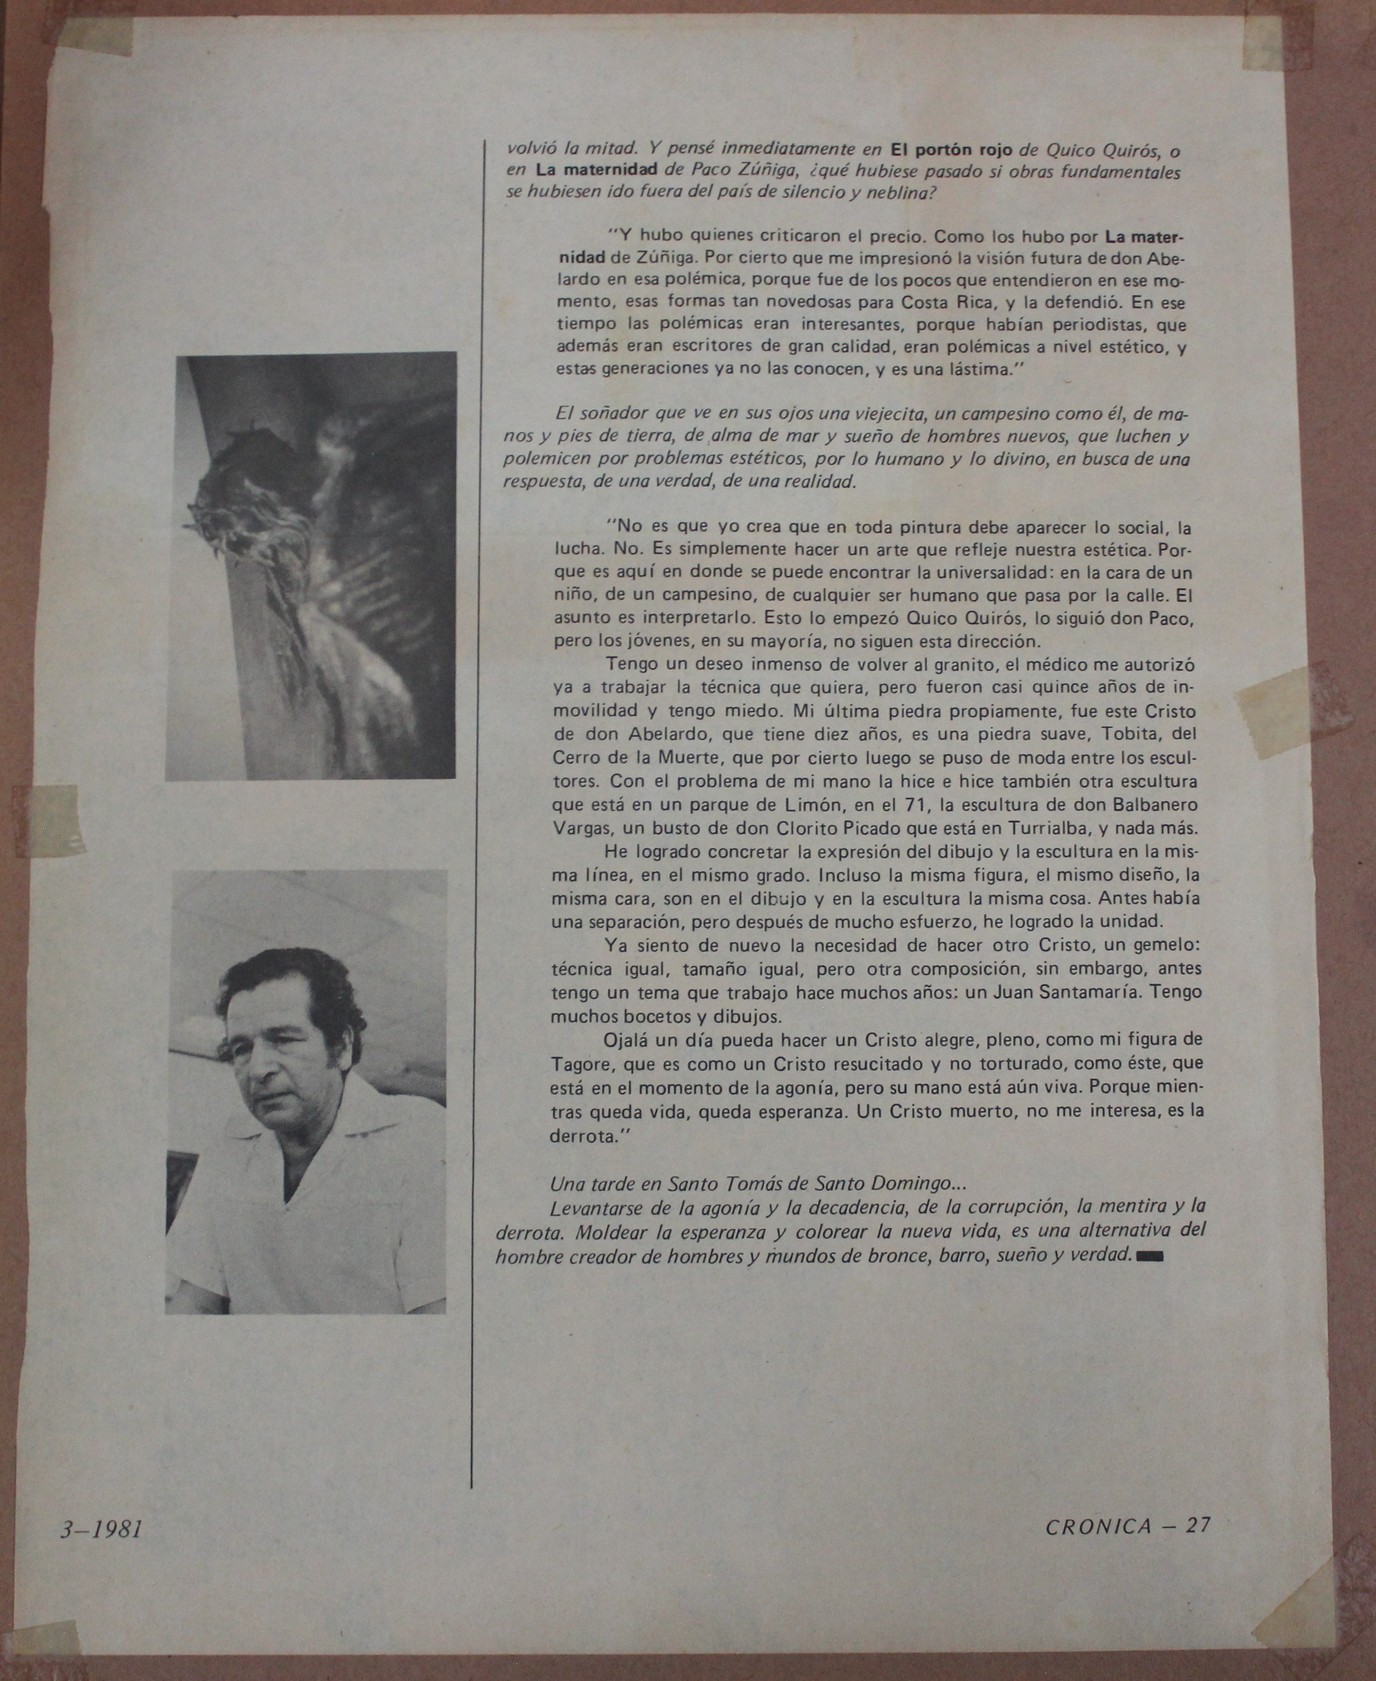 volvió la mitad. Y pensé inmediatamente en El portón rojo de Quico Quirós, o
en La maternidad de Paco Zúñiga, ¿qué hubiese pasado si obras fundamentales
se hubiesen ido fuera del país de silencio y neblina?
"Y hubo quienes criticaron el precio. Como los hubo por La mater-
nidad de Zúñiga. Por cierto que me impresionó la visión futura de don Abe-
lardo en esa polémica, porque fue de los pocos que entendieron en ese mo-
mento, esas formas tan novedosas para Costa Rica, y la defendió. En ese
tiempo las polémicas eran interesantes, porque habían periodistas, que
además eran escritores de gran calidad, eran polémicas a nivel estético, y
estas generaciones ya no las conocen, y es una lástima."
El soñador que ve en sus ojos una viejecita, un campesino como él, de ma-
nos y pies de tierra, de alma de mar y sueño de hombres nuevos, que luchen y
polemicen por problemas estéticos, por lo humano y lo divino, en busca de una
respuesta, de una verdad, de una realidad.
"No es que yo crea que en toda pintura debe aparecer lo social, la
lucha. No. Es simplemente hacer un arte que refleje nuestra estética. Por-
que es aquí en donde se puede encontrar la universalidad: en la cara de un
niño, de un campesino, de cualquier ser humano que pasa por la calle. El
asunto es interpretarlo. Esto lo empezó Quico Quirós, lo siguió don Paco,
pero los jóvenes, en su mayoría, no siguen esta dirección.
Tengo un deseo inmenso de volver al granito, el médico me autorizó
ya a trabajar la técnica que quiera, pero fueron casi quince años de in-
movilidad y tengo miedo. Mi última piedra propiamente, fue este Cristo
de don Abelardo, que tiene diez años, es una piedra suave, Tobita, del
Cerro de la Muerte, que por cierto luego se puso de moda entre los escul-
tores. Con el problema de mi mano la hice e hice también otra escultura
que está en un parque de Limón, en el 71, la escultura de don Balbanero
Vargas, un busto de don Clorito Picado que está en Turrialba, y nada más.
He logrado concretar la expresión del dibujo y la escultura en la mis-
ma línea, en el mismo grado. Incluso la misma figura, el mismo diseño, la
misma cara, son en el dibujo y en la escultura la misma cosa. Antes había
una separación, pero después de mucho esfuerzo, he logrado la unidad.
Ya siento de nuevo la necesidad de hacer otro Cristo, un gemelo:
técnica igual, tamaño igual, pero otra composición, sin embargo, antes
tengo un tema que trabajo hace muchos años: un Juan Santamaría. Tengo
muchos bocetos y dibujos.
Ojalá un día pueda hacer un Cristo alegre, pleno, como mi figura de
Tagore, que es como un Cristo resucitado y no torturado, como éste, que
está en el momento de la agonía, pero su mano está aún viva. Porque mien-
tras queda vida, queda esperanza. Un Cristo muerto, no me interesa, es la
derrota."
Una tarde en Santo Tomás de Santo Domingo...
Levantarse de la agonía y la decadencia, de la corrupción, la mentira y la
derrota. Moldear la esperanza y colorear la nueva vida, es una alternativa del
hombre creador de hombres y mundos de bronce, barro, sueño y verdad.
3—1981
CRONICA — 27